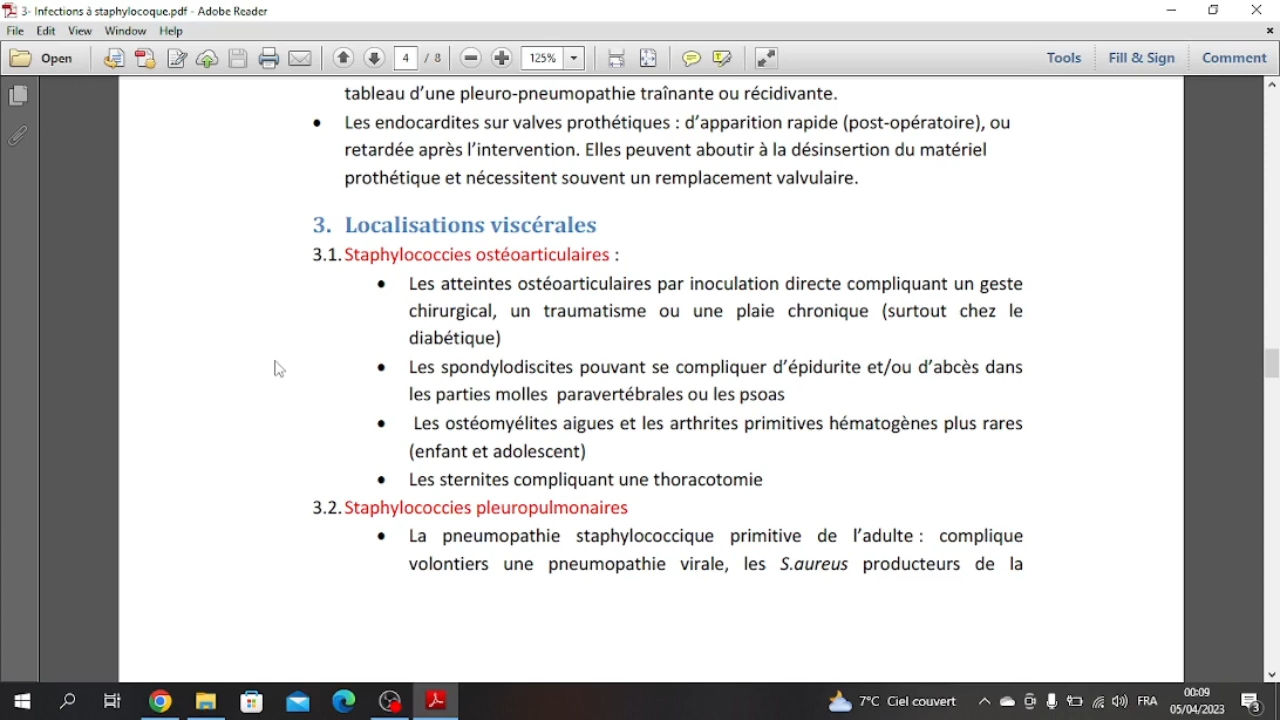 3- Infections à staphylocoque.pdf - Adobe Reader
File Edit View Window Help
Open 4 / 8 125% Tools Fill & Sign Comment
tableau d’une pleuro-pneumopathie traînante ou récidivante.
• Les endocardites sur valves prothétiques : d’apparition rapide (post-opératoire), ou
retardée après l’intervention. Elles peuvent aboutir à la désinsertion du matériel
prothétique et nécessitent souvent un remplacement valvulaire.
3. Localisations viscérales
3.1. Staphylococcies ostéoarticulaires :
• Les atteintes ostéoarticulaires par inoculation directe compliquant un geste
chirurgical, un traumatisme ou une plaie chronique (surtout chez le
diabétique)
• Les spondylodiscites pouvant se compliquer d’épidurite et/ou d’abcès dans
les parties molles paravertébrales ou les psoas
• Les ostéomyélites aigues et les arthrites primitives hématogènes plus rares
(enfant et adolescent)
• Les sternites compliquant une thoracotomie
3.2. Staphylococcies pleuropulmonaires
• La pneumopathie staphylococcique primitive de l’adulte : complique
volontiers une pneumopathie virale, les S.aureus producteurs de la
7°C Ciel couvert FRA 00:09
05/04/2023 3